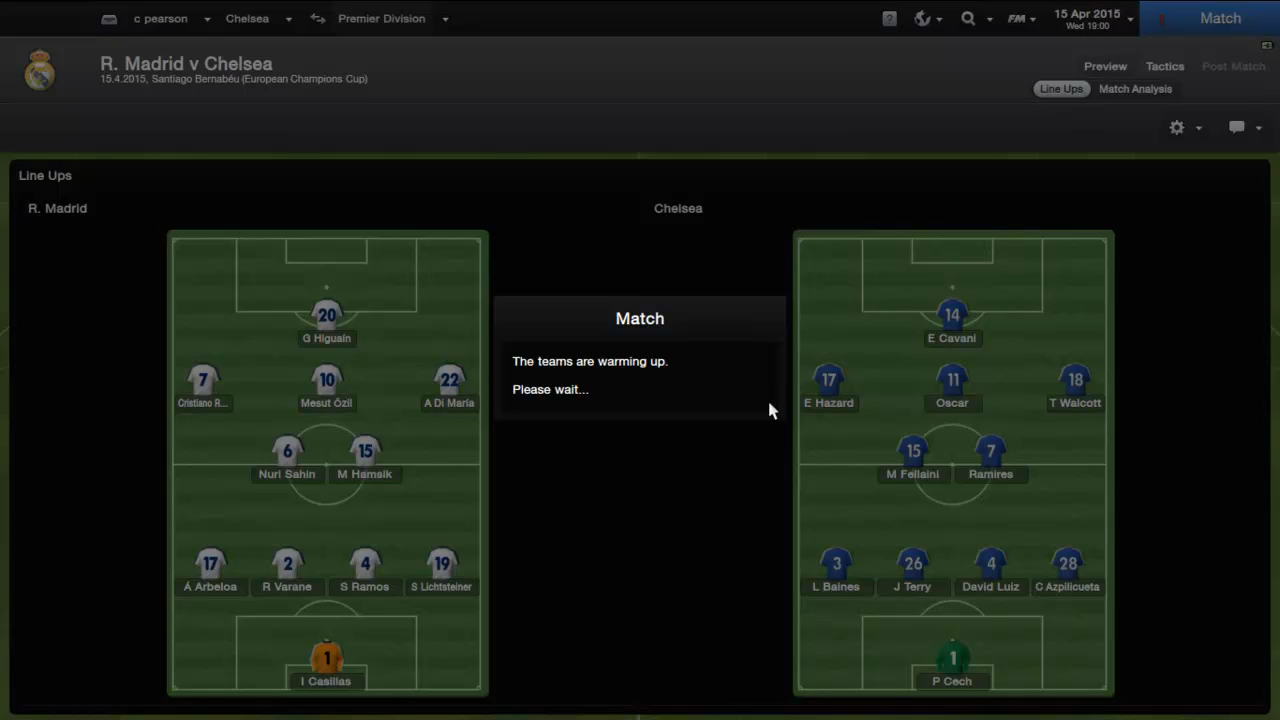 c pearson Chelsea Premier Division ? FM 15 Apr 2015 Match
Wed 19:00
R. Madrid v Chelsea
15.4.2015, Santiago Bernabéu (European Champions Cup)
Preview Tactics Post Match
Line Ups Match Analysis
Line Ups
R. Madrid Chelsea
20
G Higuaín
7 10 22
Cristiano R... Mesut Özil A Di María
6 15
Nuri Sahin M Hamsik
17 2 4 19
Á Arbeloa R Varane S Ramos S Lichtsteiner
1
I Casillas
Match
The teams are warming up.
Please wait...
14
E Cavani
17 11 18
E Hazard Oscar T Walcott
15 7
M Fellaini Ramires
3 26 4 28
L Baines J Terry David Luiz C Azpilicueta
1
P Cech